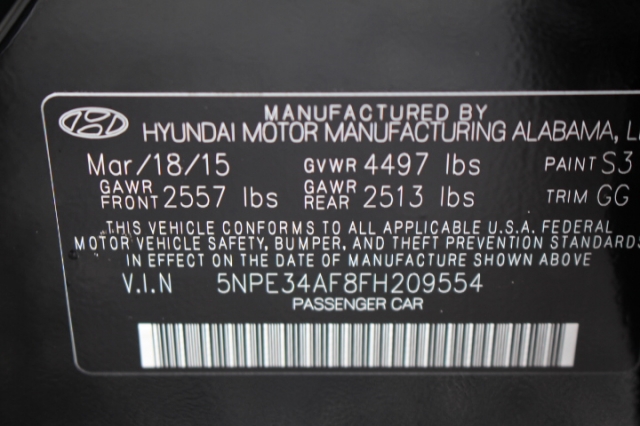 MANUFACTURED BY
HYUNDAI MOTOR MANUFACTURING ALABAMA,
Mar/18/15 GVWR 4497 lbs PAINT S3
GAWR FRONT 2557 lbs GAWR REAR 2513 lbs TRIM GG
THIS VEHICLE CONFORMS TO ALL APPLICABLE U.S.A. FEDERAL
MOTOR VEHICLE SAFETY, BUMPER, AND THEFT PREVENTION STANDARDS
IN EFFECT ON THE DATE OF MANUFACTURE SHOWN ABOVE
V.I.N 5NPE34AF8FH209554
PASSENGER CAR